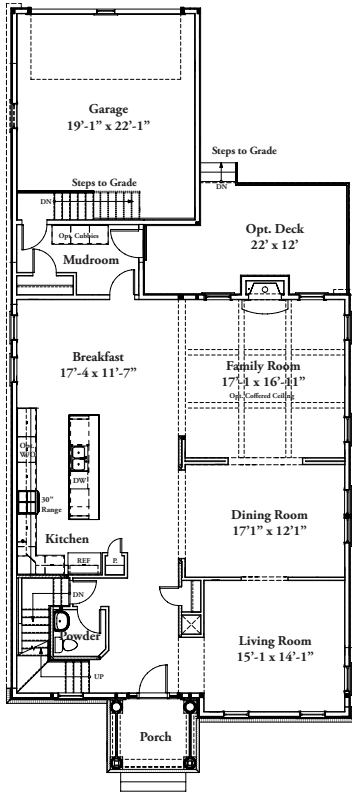 Garage
19'-1" x 22'-1"
Steps to Grade
DN
Steps to Grade
DN
Opt. Cubbies
Mudroom
Opt. Deck
22' x 12'
Breakfast
17'-4 x 11'-7"
Family Room
17'-1 x 16'-11"
Opt. Coffered Ceiling
Opt.
W/D
DW
30"
Range
Dining Room
17'1" x 12'1"
Kitchen
REF
P.
DN
Powder
UP
Living Room
15'-1 x 14'-1"
Porch